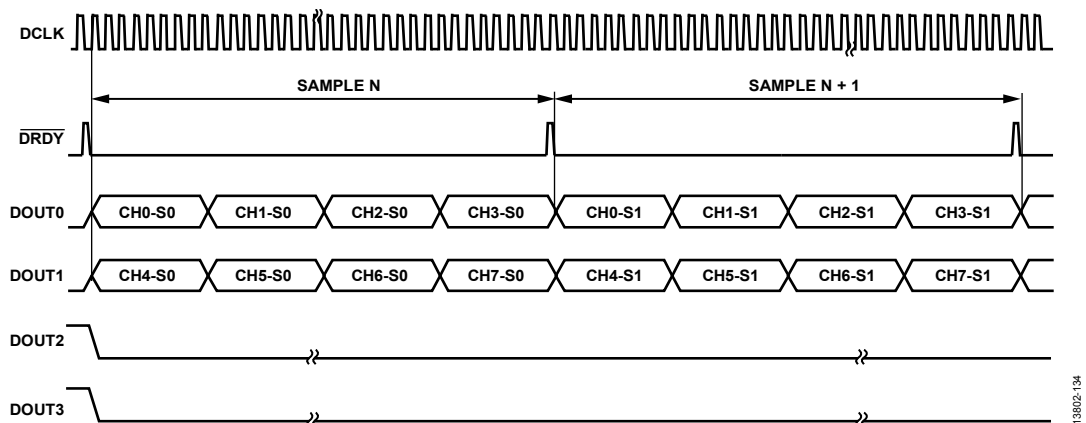 DCLK
SAMPLE N
SAMPLE N + 1
DRDY
DOUT0
CH0-S0
CH1-S0
CH2-S0
CH3-S0
CH0-S1
CH1-S1
CH2-S1
CH3-S1
DOUT1
CH4-S0
CH5-S0
CH6-S0
CH7-S0
CH4-S1
CH5-S1
CH6-S1
CH7-S1
DOUT2
DOUT3
13802-134